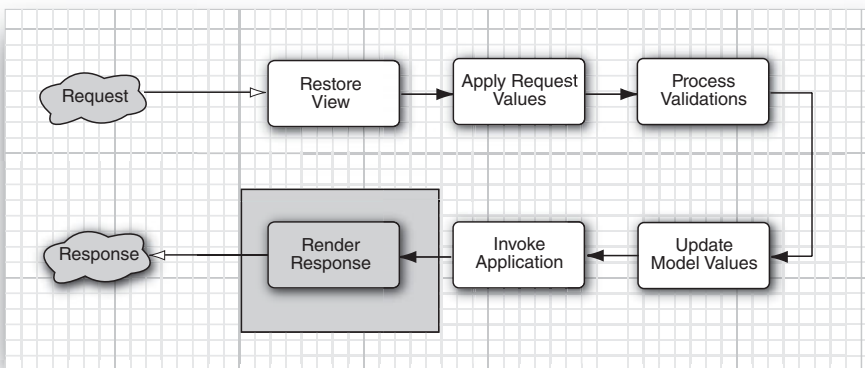 Request
Restore
View
Apply Request
Values
Process
Validations
Response
Render
Response
Invoke
Application
Update
Model Values